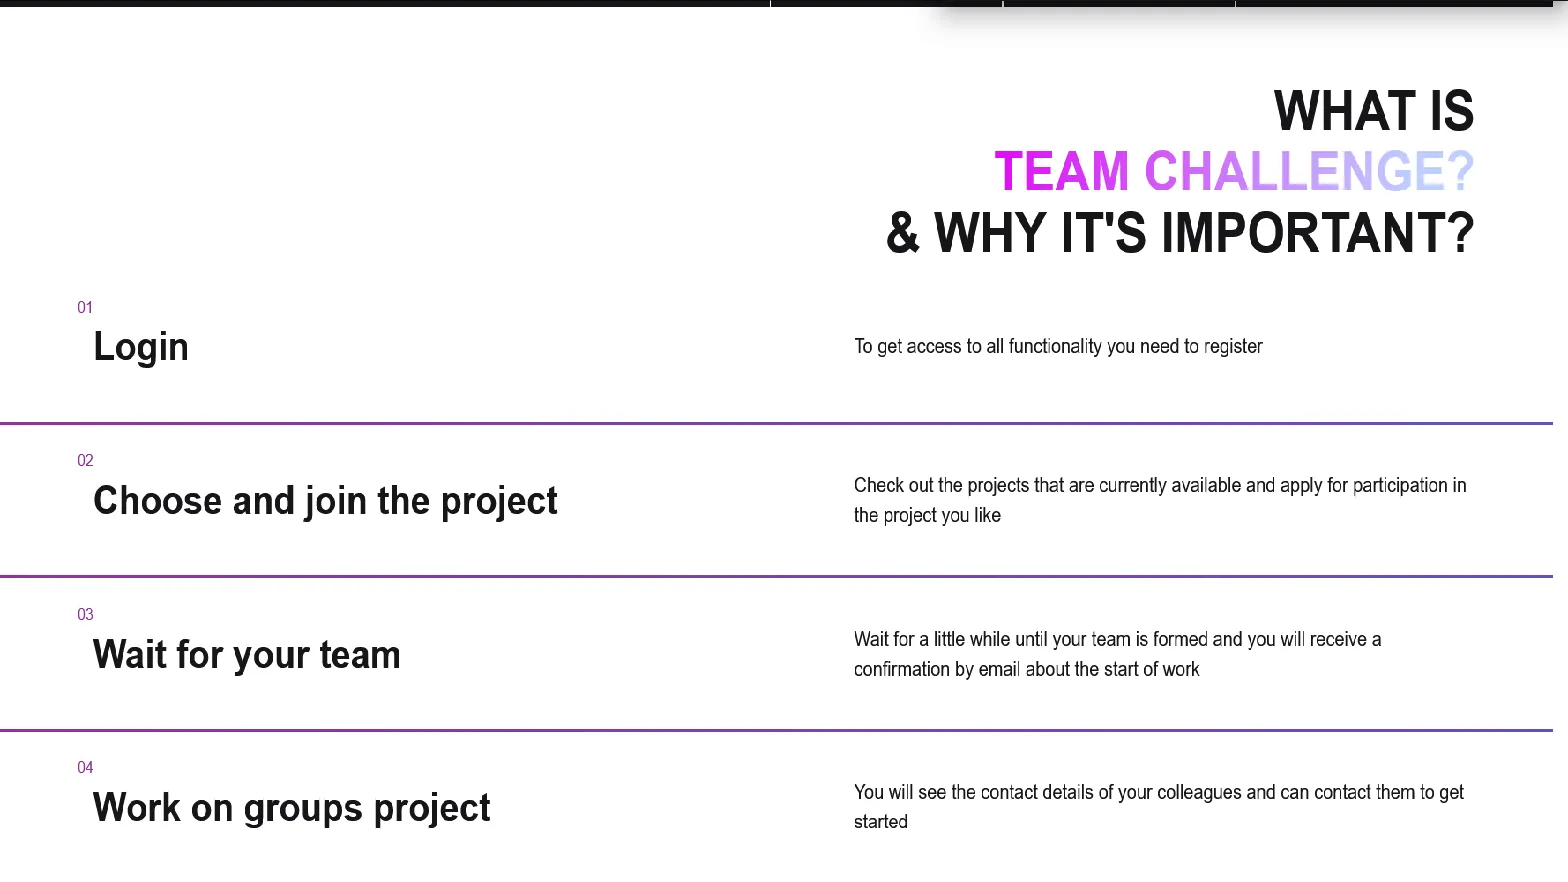 WHAT IS
TEAM CHALLENGE?
& WHY IT'S IMPORTANT?
01
Login
To get access to all functionality you need to register
02
Choose and join the project
Check out the projects that are currently available and apply for participation in
the project you like
03
Wait for your team
Wait for a little while until your team is formed and you will receive a
confirmation by email about the start of work
04
Work on groups project
You will see the contact details of your colleagues and can contact them to get
started